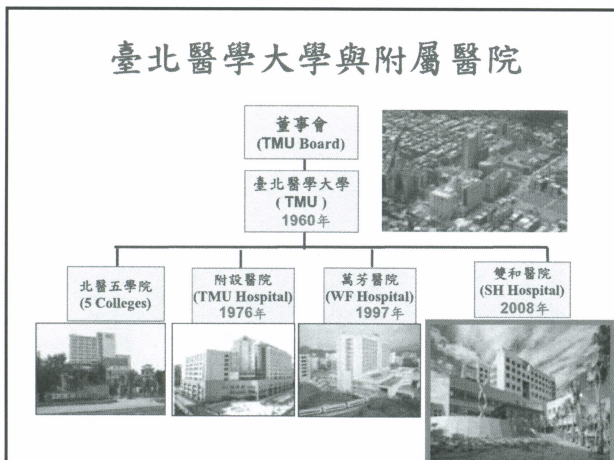 臺北醫學大學與附屬醫院
董事會
(TMU Board)
臺北醫學大學
( TMU )
1960年
北醫五學院
(5 Colleges)
附設醫院
(TMU Hospital)
1976年
萬芳醫院
(WF Hospital)
1997年
雙和醫院
(SH Hospital)
2008年